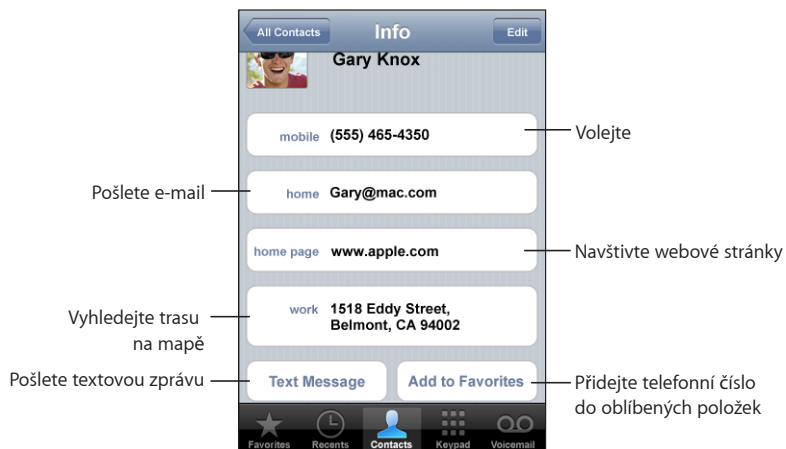 All Contacts
Info
Edit
Gary Knox
mobile (555) 465-4350
Volejte
Pošlete e-mail
home Gary@mac.com
home page www.apple.com
Navštivte webové stránky
Vyhledejte trasu
na mapě
work 1518 Eddy Street,
Belmont, CA 94002
Pošlete textovou zprávu
Text Message
Add to Favorites
Přidejte telefonní číslo
do oblíbených položek
Favorites
Recents
Contacts
Keypad
Voicemail